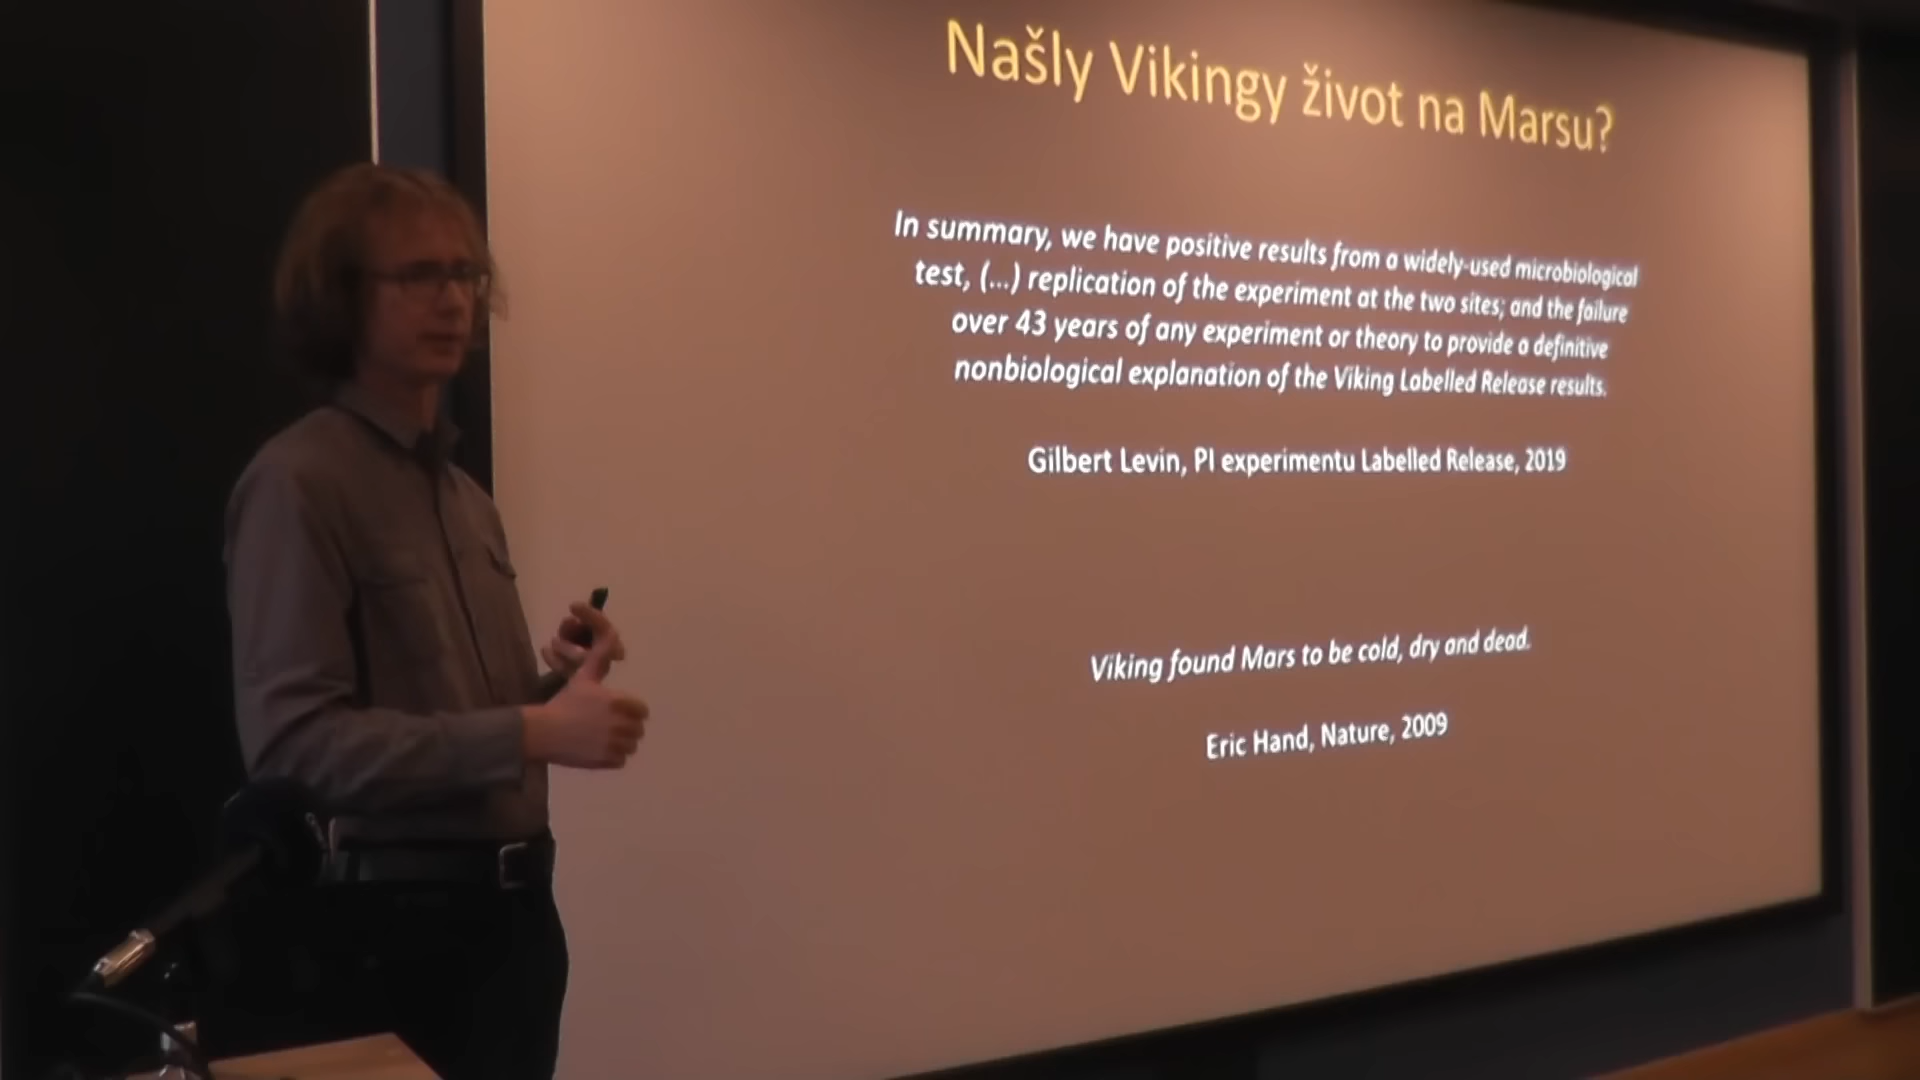 Našly Vikingy život na Marsu?
In summary, we have positive results from a widely-used microbiological
test, (...) replication of the experiment at the two sites; and the failure
over 43 years of any experiment or theory to provide a definitive
nonbiological explanation of the Viking Labelled Release results.
Gilbert Levin, PI experimentu Labelled Release, 2019
Viking found Mars to be cold, dry and dead.
Eric Hand, Nature, 2009